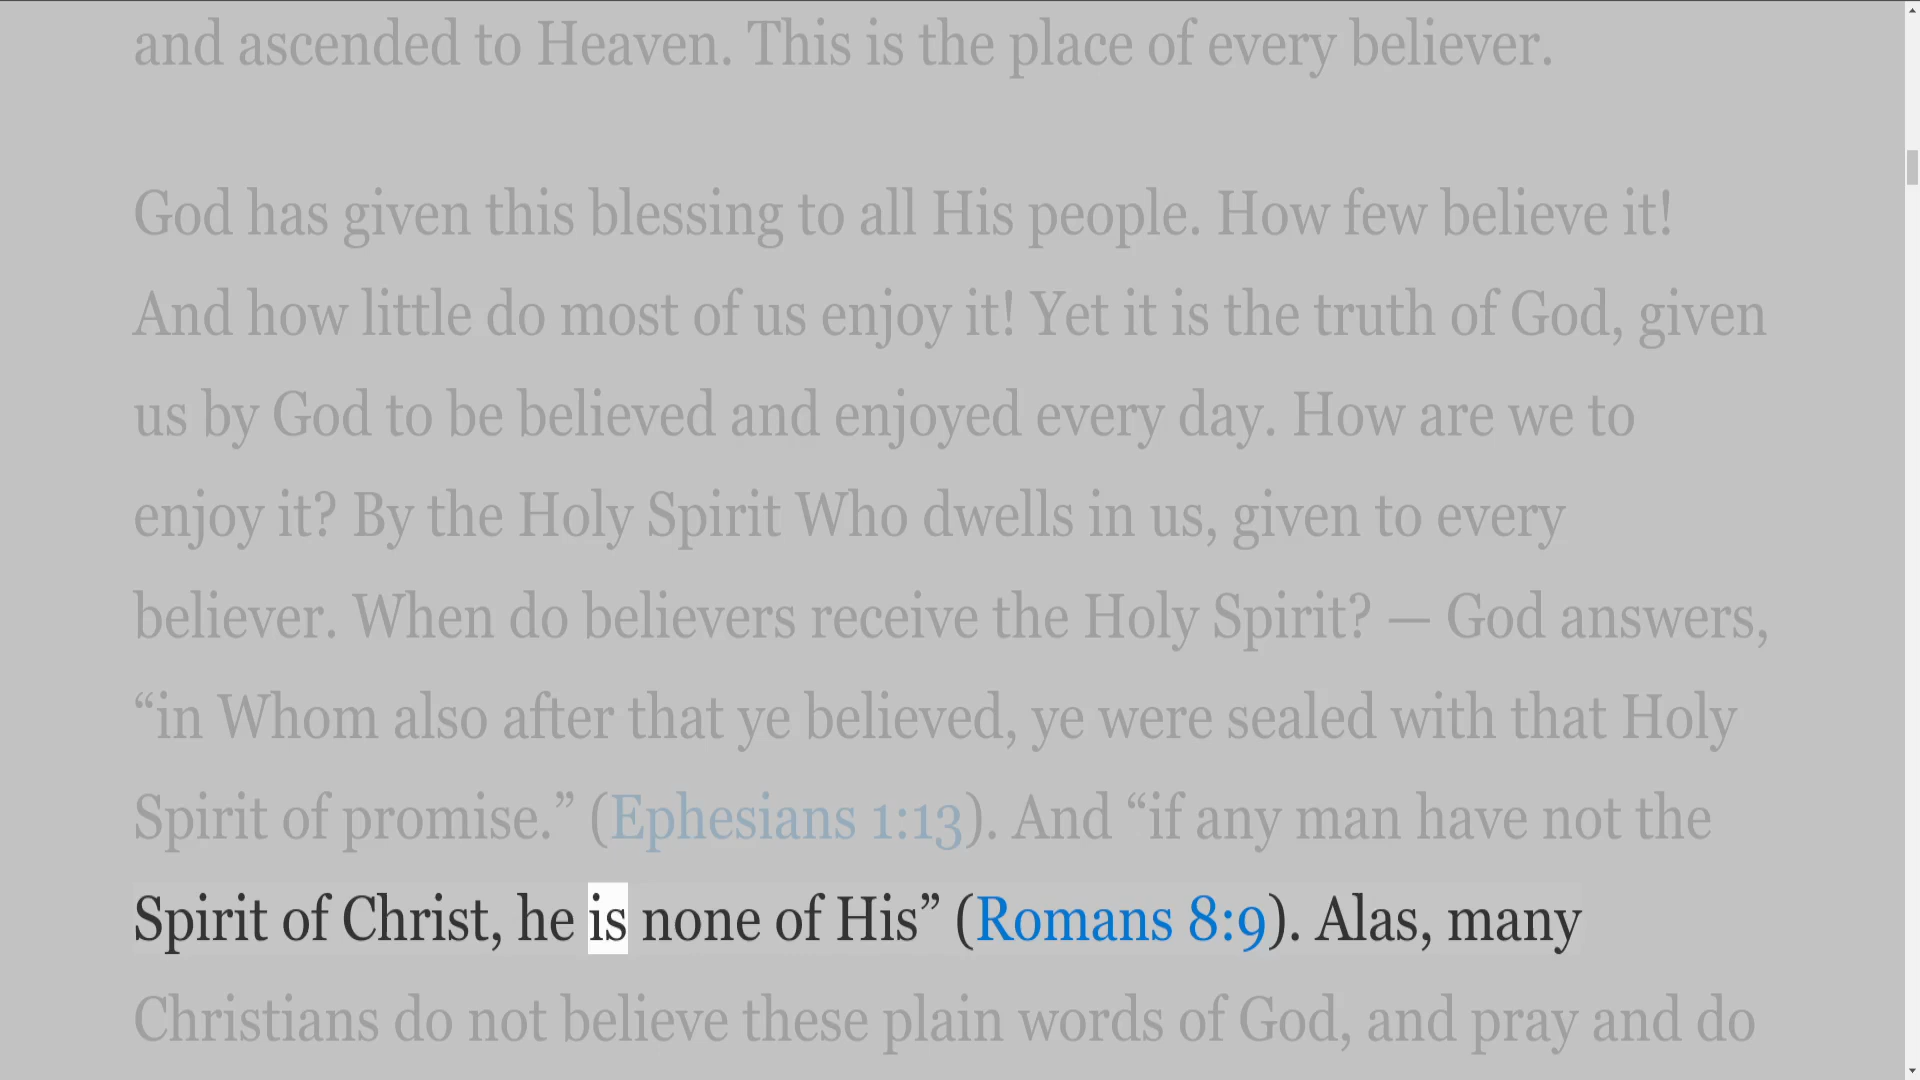 and ascended to Heaven. This is the place of every believer.
God has given this blessing to all His people. How few believe it!
And how little do most of us enjoy it! Yet it is the truth of God, given
us by God to be believed and enjoyed every day. How are we to
enjoy it? By the Holy Spirit Who dwells in us, given to every
believer. When do believers receive the Holy Spirit? — God answers,
“in Whom also after that ye believed, ye were sealed with that Holy
Spirit of promise.” (Ephesians 1:13). And “if any man have not the
Spirit of Christ, he is none of His” (Romans 8:9). Alas, many
Christians do not believe these plain words of God, and pray and do